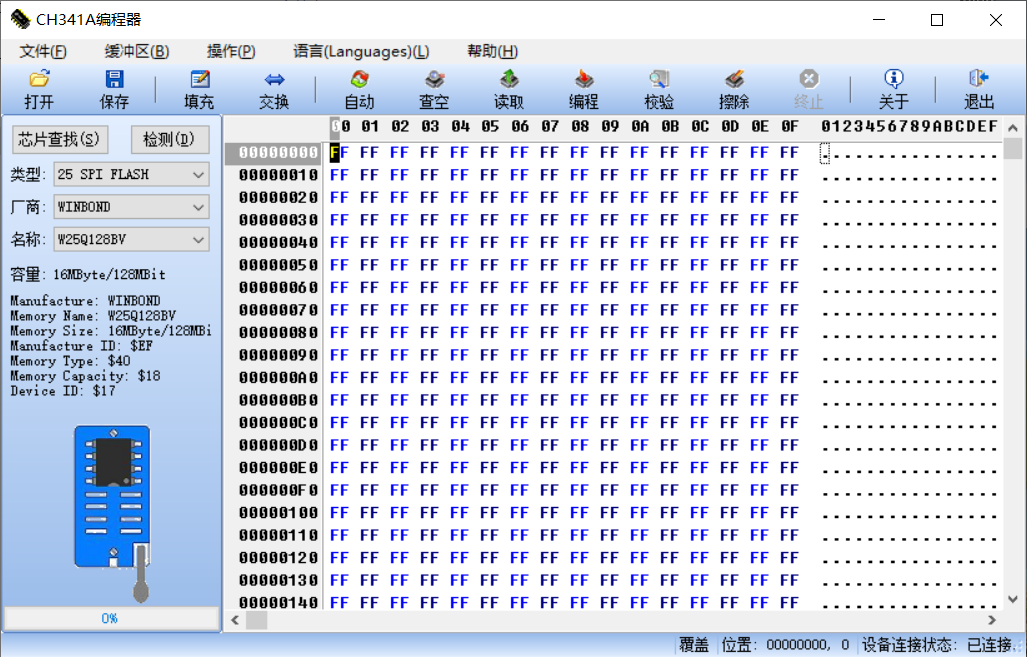 CH341A编程器
文件(F) 缓冲区(B) 操作(P) 语言(Languages)(L) 帮助(H)
打开 保存 填充 交换 自动 查空 读取 编程 校验 擦除 终止 关于 退出
芯片查找(S) 检测(D)
类型: 25 SPI FLASH
厂商: WINBOND
名称: W25Q128BV
容量: 16MByte/128MBit
Manufacture: WINBOND
Memory Name: W25Q128BV
Memory Size: 16MByte/128MBi
Manufacture ID: $EF
Memory Type: $40
Memory Capacity: $18
Device ID: $17
0%
00 01 02 03 04 05 06 07 08 09 0A 0B 0C 0D 0E 0F 0123456789ABCDEF
00000000 FF FF FF FF FF FF FF FF FF FF FF FF FF FF FF FF ................
00000010 FF FF FF FF FF FF FF FF FF FF FF FF FF FF FF FF ................
00000020 FF FF FF FF FF FF FF FF FF FF FF FF FF FF FF FF ................
00000030 FF FF FF FF FF FF FF FF FF FF FF FF FF FF FF FF ................
00000040 FF FF FF FF FF FF FF FF FF FF FF FF FF FF FF FF ................
00000050 FF FF FF FF FF FF FF FF FF FF FF FF FF FF FF FF ................
00000060 FF FF FF FF FF FF FF FF FF FF FF FF FF FF FF FF ................
00000070 FF FF FF FF FF FF FF FF FF FF FF FF FF FF FF FF ................
00000080 FF FF FF FF FF FF FF FF FF FF FF FF FF FF FF FF ................
00000090 FF FF FF FF FF FF FF FF FF FF FF FF FF FF FF FF ................
000000A0 FF FF FF FF FF FF FF FF FF FF FF FF FF FF FF FF ................
000000B0 FF FF FF FF FF FF FF FF FF FF FF FF FF FF FF FF ................
000000C0 FF FF FF FF FF FF FF FF FF FF FF FF FF FF FF FF ................
000000D0 FF FF FF FF FF FF FF FF FF FF FF FF FF FF FF FF ................
000000E0 FF FF FF FF FF FF FF FF FF FF FF FF FF FF FF FF ................
000000F0 FF FF FF FF FF FF FF FF FF FF FF FF FF FF FF FF ................
00000100 FF FF FF FF FF FF FF FF FF FF FF FF FF FF FF FF ................
00000110 FF FF FF FF FF FF FF FF FF FF FF FF FF FF FF FF ................
00000120 FF FF FF FF FF FF FF FF FF FF FF FF FF FF FF FF ................
00000130 FF FF FF FF FF FF FF FF FF FF FF FF FF FF FF FF ................
00000140 FF FF FF FF FF FF FF FF FF FF FF FF FF FF FF FF ................
覆盖 位置: 00000000, 0 设备连接状态: 已连接